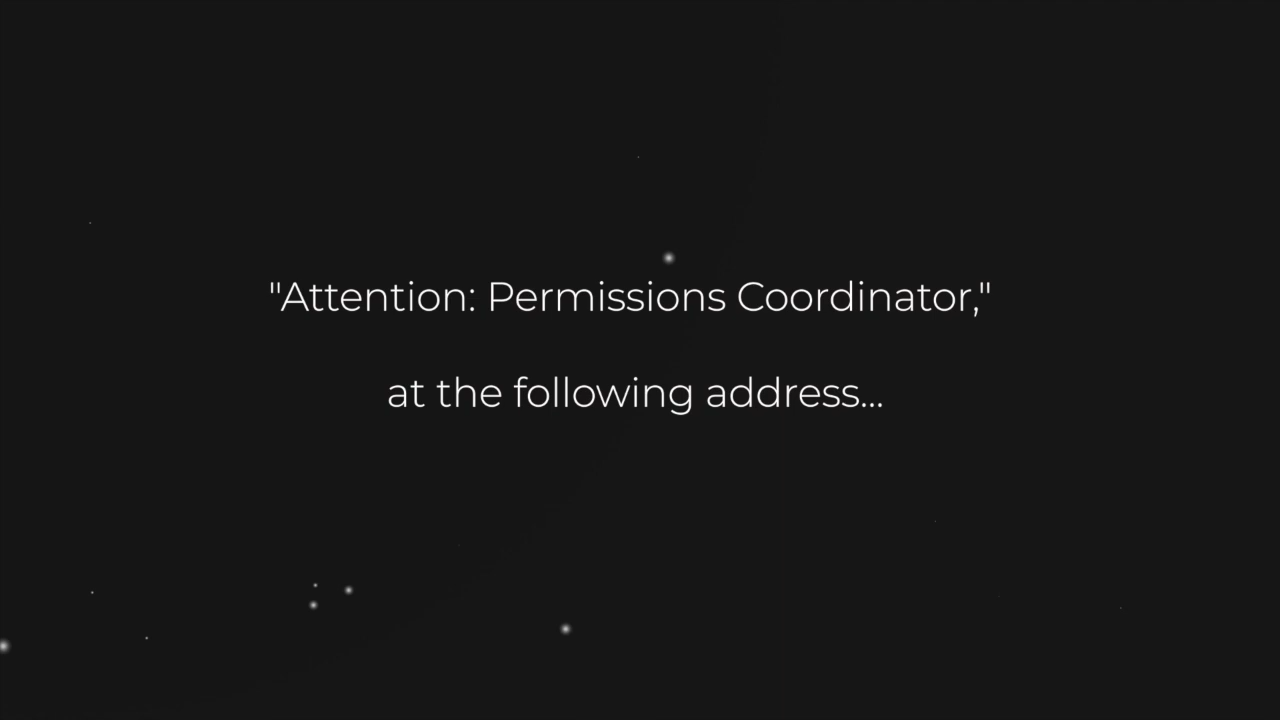 "Attention: Permissions Coordinator,"
at the following address...